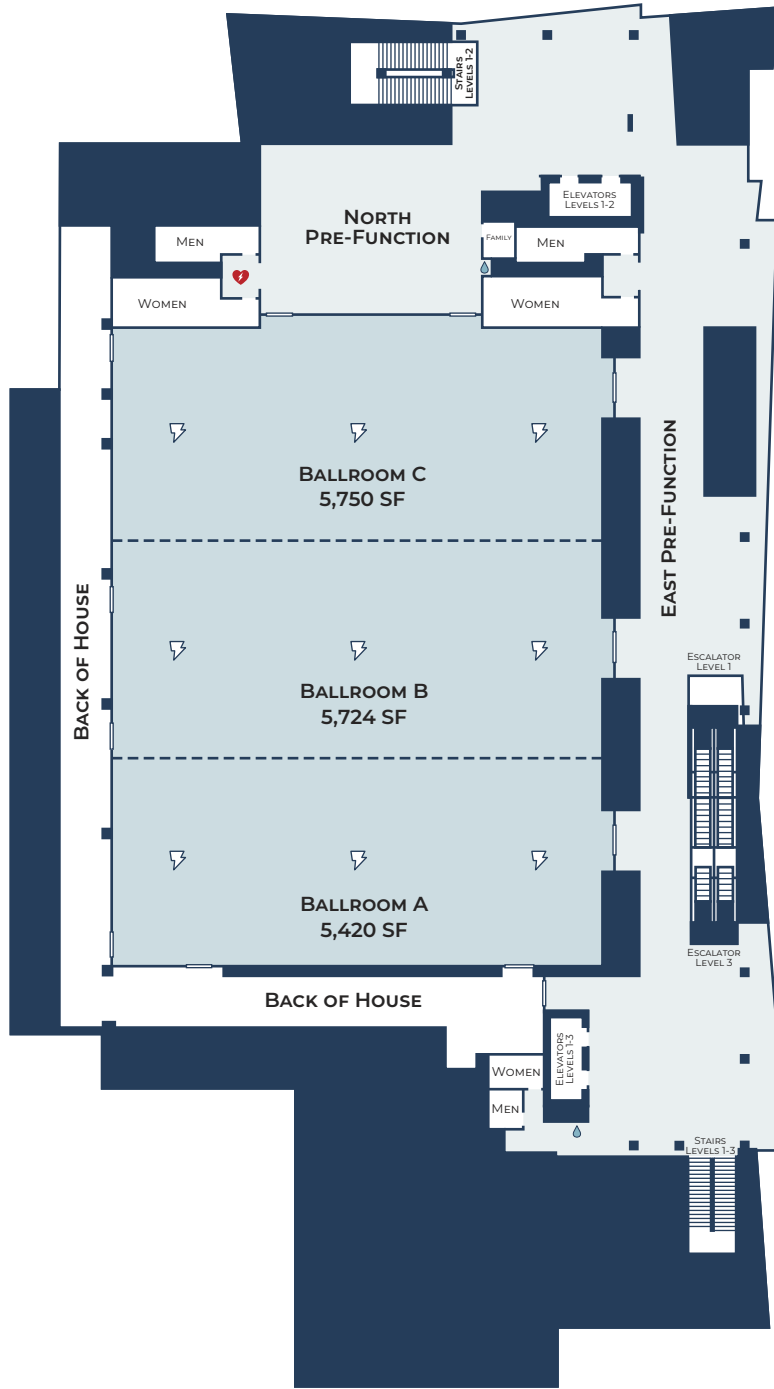 Stairs
Levels 1-2
Elevators
Levels 1-2
North
Pre-Function
Men
Family
Men
Women
Women
Ballroom C
5,750 SF
East Pre-Function
Back of House
Escalator
Level 1
Ballroom B
5,724 SF
Ballroom A
5,420 SF
Escalator
Level 3
Back of House
Elevators
Levels 1-3
Women
Men
Stairs
Levels 1-3